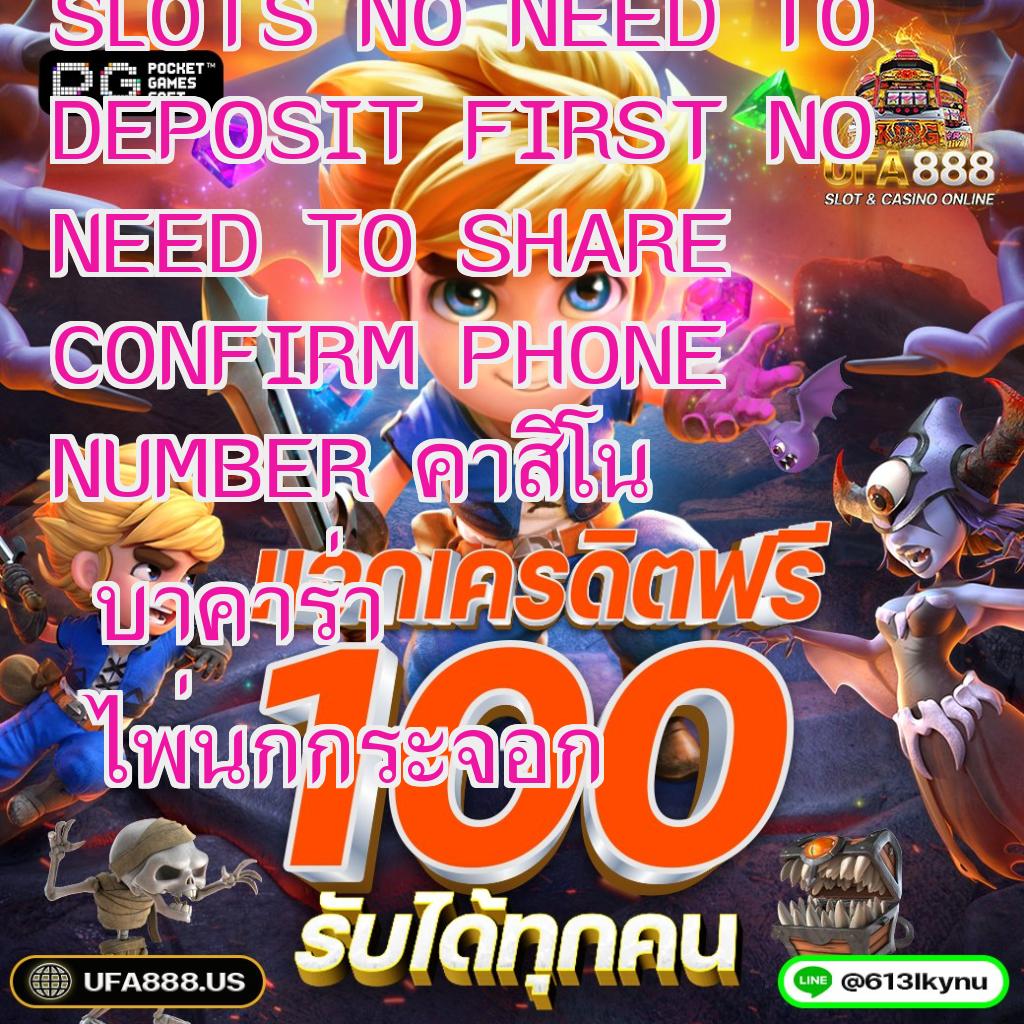 SLOTS NO NEED TO
PG POCKET GAMES SOFT™
DEPOSIT FIRST NO
KING
UFA888
SLOT & CASINO ONLINE
NEED TO SHARE
CONFIRM PHONE
NUMBER คาสิโน
แจกเครดิตฟรี
บาคาร่า
100
ไพ่นกกระจอก
รับได้ทุกคน
UFA888.US
LINE @613lkynu